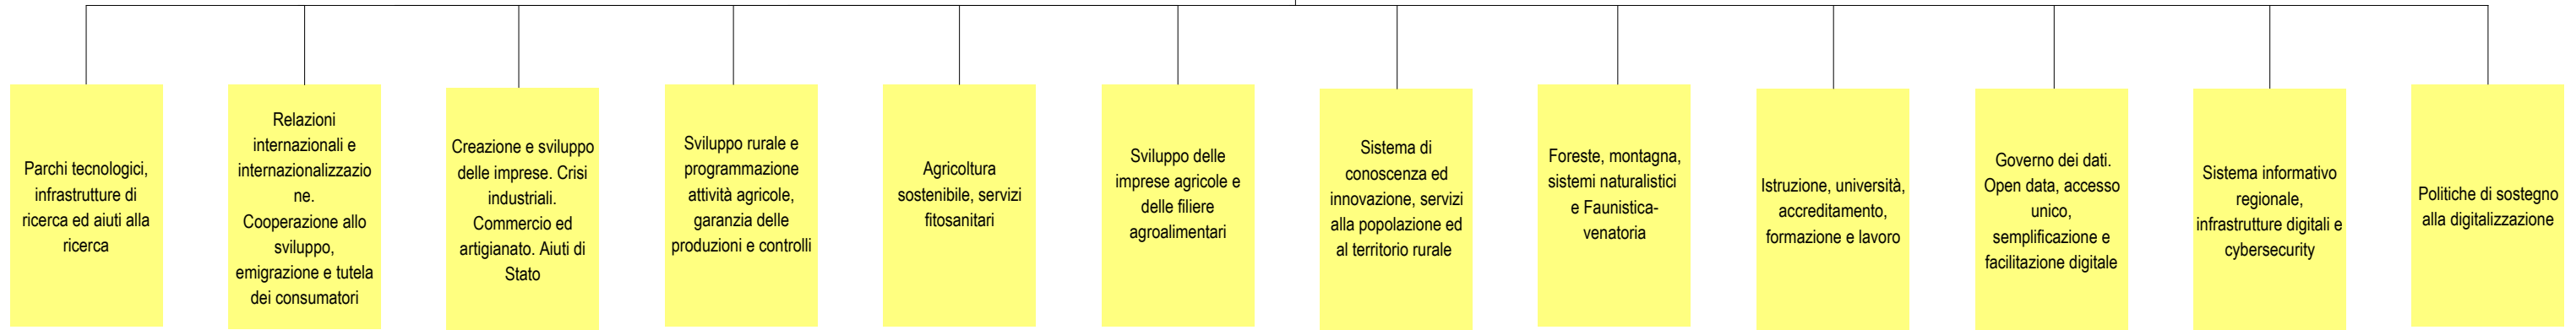 Parchi tecnologici,
infrastrutture di
ricerca ed aiuti alla
ricerca
Relazioni
internazionali e
internazionalizzazio
ne.
Cooperazione allo
sviluppo,
emigrazione e tutela
dei consumatori
Creazione e sviluppo
delle imprese. Crisi
industriali.
Commercio ed
artigianato. Aiuti di
Stato
Sviluppo rurale e
programmazione
attività agricole,
garanzia delle
produzioni e controlli
Agricoltura
sostenibile, servizi
fitosanitari
Sviluppo delle
imprese agricole e
delle filiere
agroalimentari
Sistema di
conoscenza ed
innovazione, servizi
alla popolazione ed
al territorio rurale
Foreste, montagna,
sistemi naturalistici
e Faunistica-
venatoria
Istruzione, università,
accreditamento,
formazione e lavoro
Governo dei dati.
Open data, accesso
unico,
semplificazione e
facilitazione digitale
Sistema informativo
regionale,
infrastrutture digitali e
cybersecurity
Politiche di sostegno
alla digitalizzazione